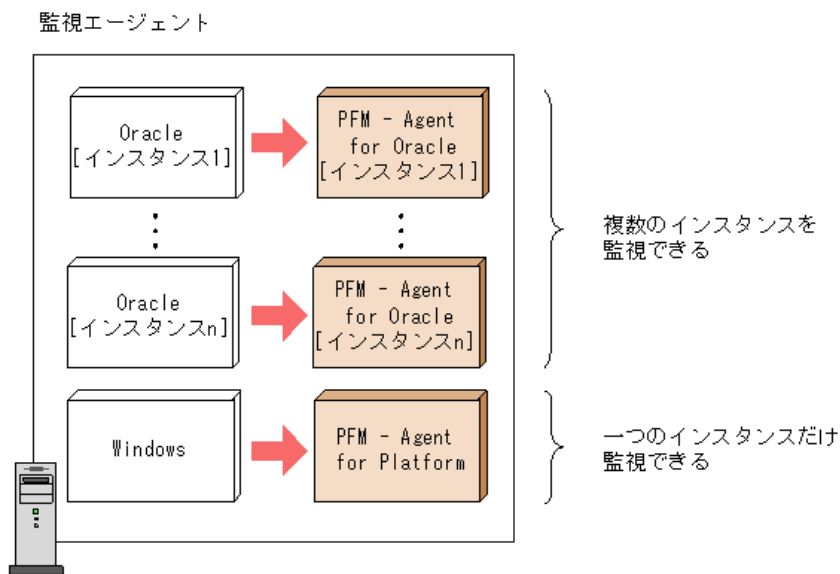 監視エージェント
Oracle
[インスタンス1]
PFM - Agent
for Oracle
[インスタンス1]
複数のインスタンスを
監視できる
Oracle
[インスタンスn]
PFM - Agent
for Oracle
[インスタンスn]
Windows
PFM - Agent
for Platform
一つのインスタンスだけ
監視できる